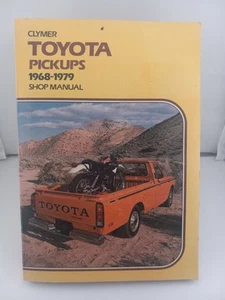 CLYMER
TOYOTA
PICKUPS
1968-1979
SHOP MANUAL
TOYOTA